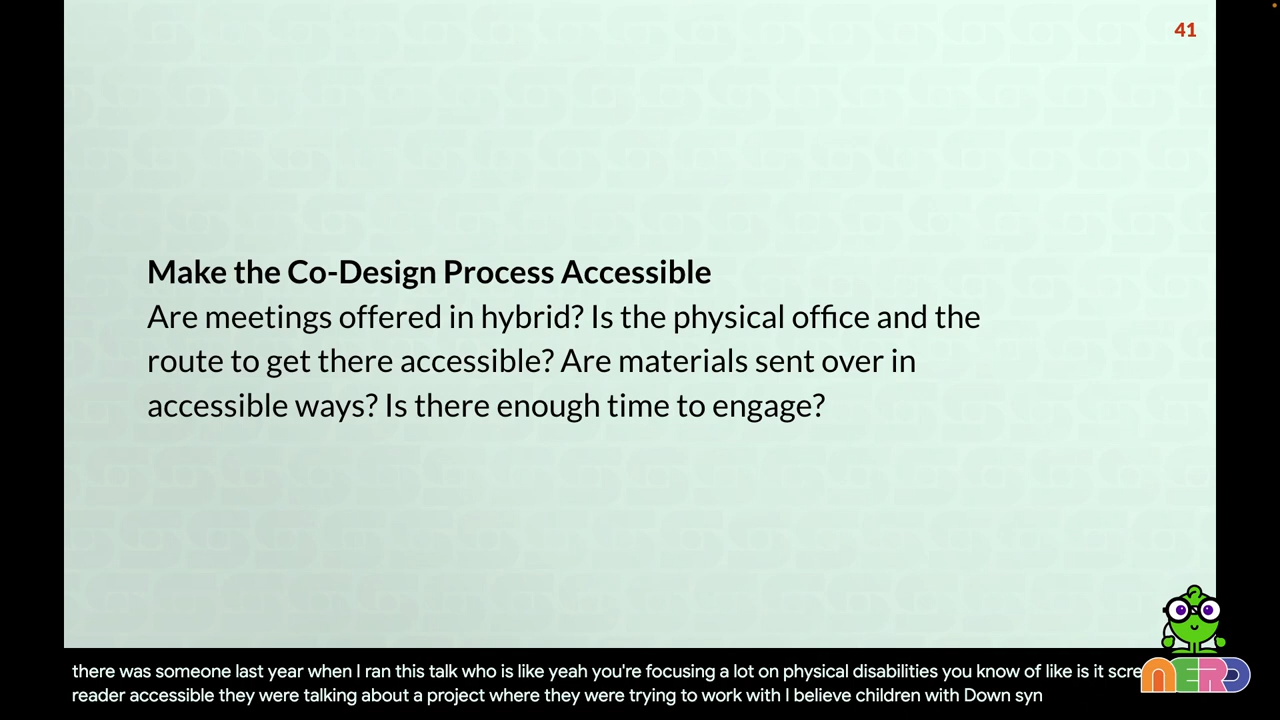 41
Make the Co-Design Process Accessible
Are meetings offered in hybrid? Is the physical office and the
route to get there accessible? Are materials sent over in
accessible ways? Is there enough time to engage?
there was someone last year when I ran this talk who is like yeah you're focusing a lot on physical disabilities you know of like is it scre
reader accessible they were talking about a project where they were trying to work with I believe children with Down syn
NERD